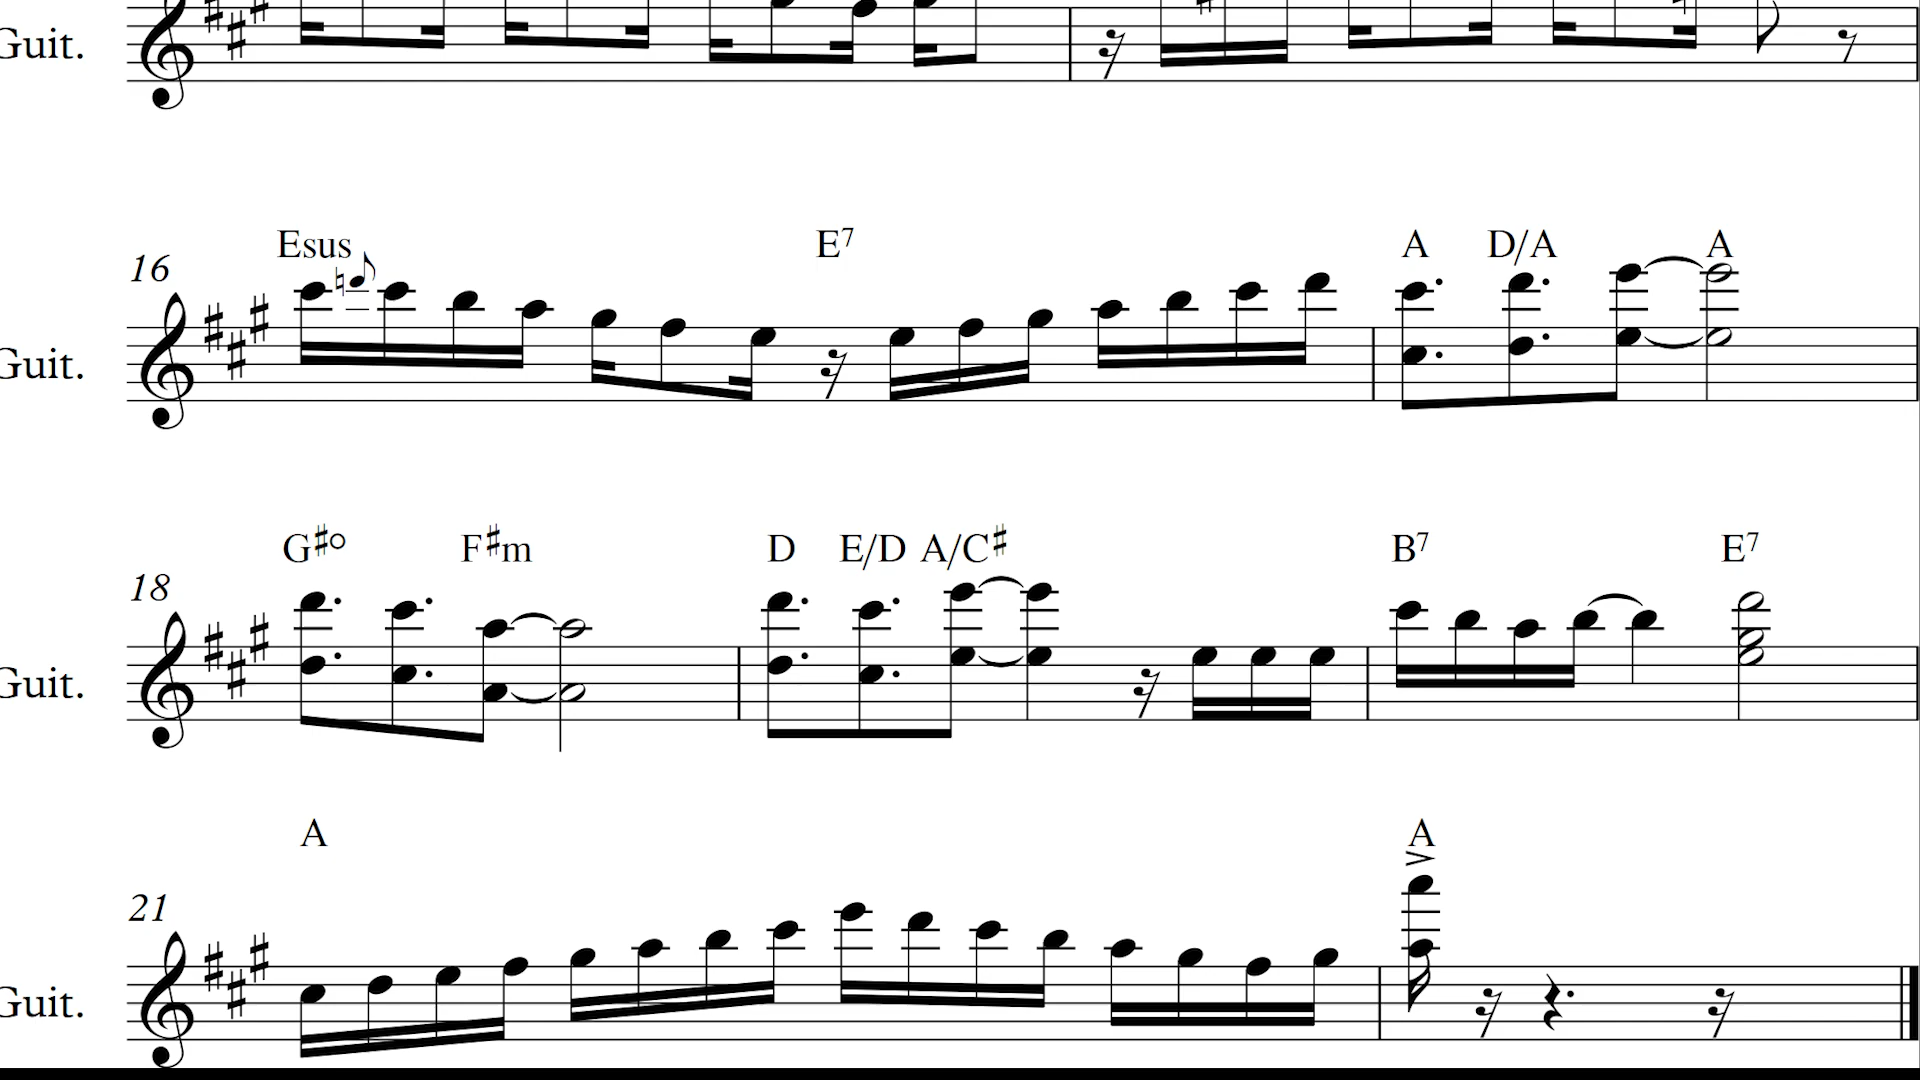 Guit.
Esus E7 A D/A A
16
Guit.
G♯° F♯m D E/D A/C♯ B7 E7
18
Guit.
A A
21
Guit.